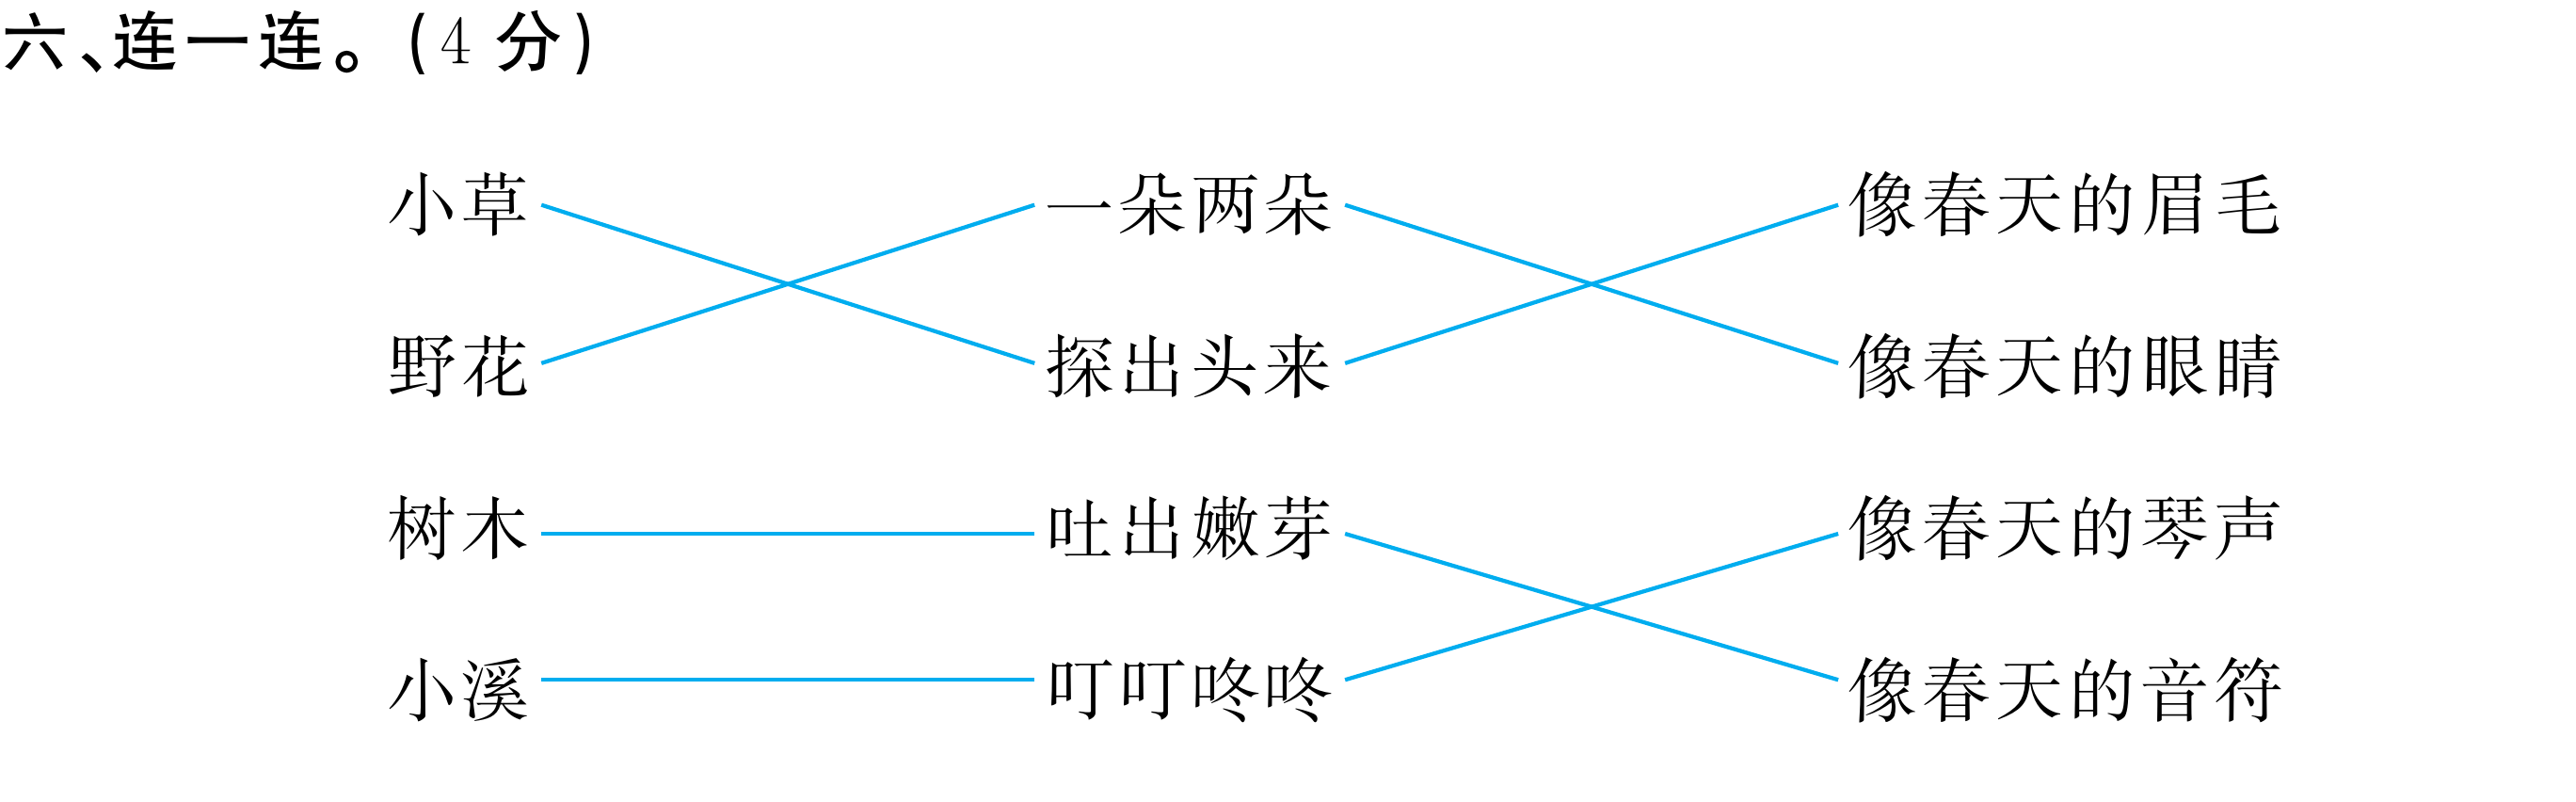 六、连一连。(4 分)
小草 一朵两朵 像春天的眉毛
野花 探出头来 像春天的眼睛
树木 吐出嫩芽 像春天的琴声
小溪 叮叮咚咚 像春天的音符